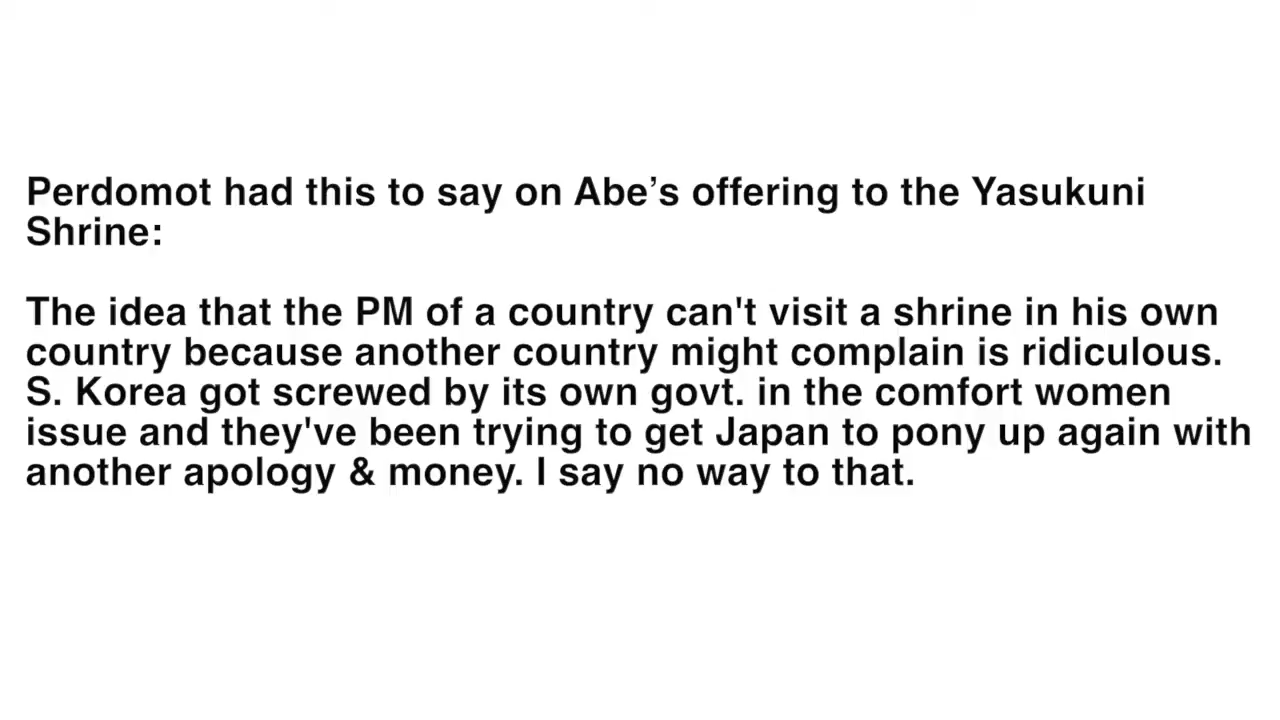 Perdomot had this to say on Abe’s offering to the Yasukuni
Shrine:
The idea that the PM of a country can't visit a shrine in his own
country because another country might complain is ridiculous.
S. Korea got screwed by its own govt. in the comfort women
issue and they've been trying to get Japan to pony up again with
another apology & money. I say no way to that.